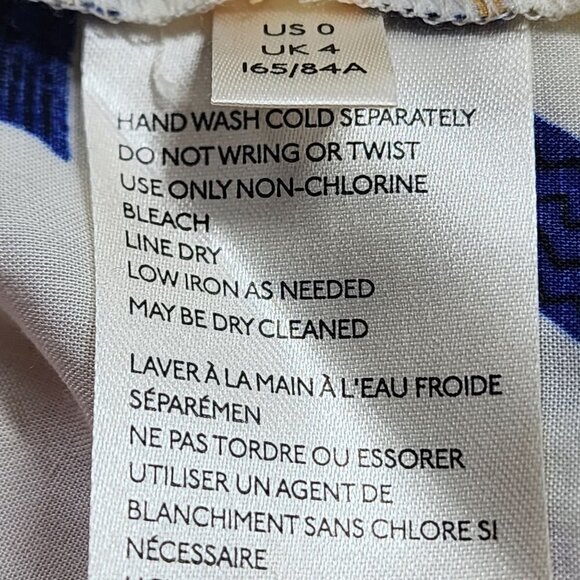 US 0
UK 4
165/84A
HAND WASH COLD SEPARATELY
DO NOT WRING OR TWIST
USE ONLY NON-CHLORINE
BLEACH
LINE DRY
LOW IRON AS NEEDED
MAY BE DRY CLEANED
LAVER À LA MAIN À L'EAU FROIDE
SÉPARÉMEN
NE PAS TORDRE OU ESSORER
UTILISER UN AGENT DE
BLANCHIMENT SANS CHLORE SI
NÉCESSAIRE